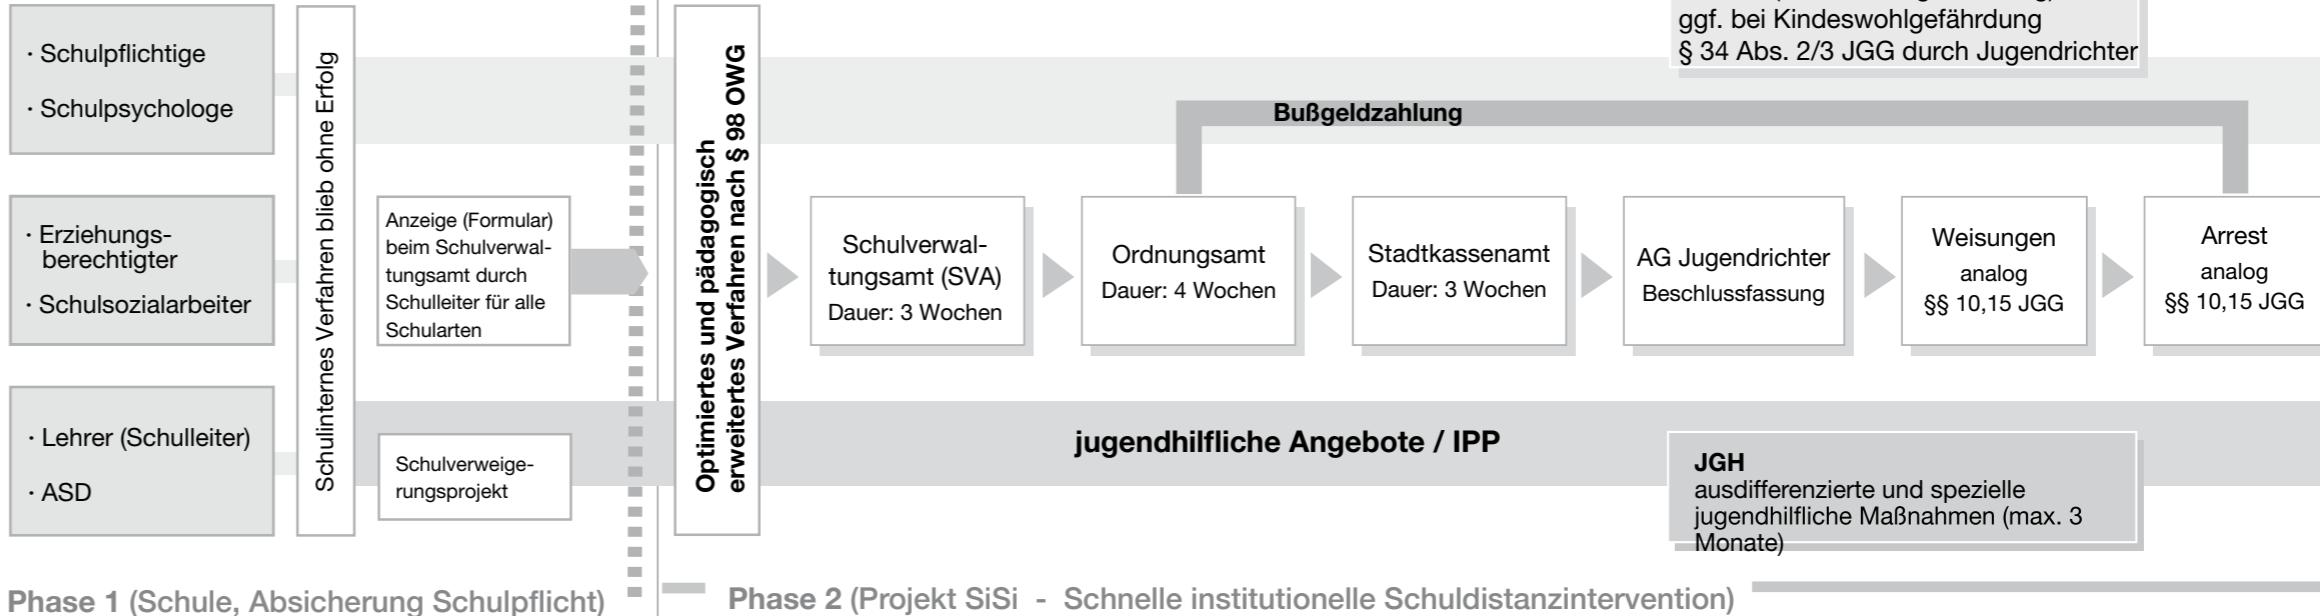 · Schulpflichtige
· Schulpsychologe
· Erziehungs-
berechtigter
· Schulsozialarbeiter
· Lehrer (Schulleiter)
· ASD
Schulinternes Verfahren blieb ohne Erfolg
Anzeige (Formular)
beim Schulverwal-
tungsamt durch
Schulleiter für alle
Schularten
Schulverweige-
rungsprojekt
Optimiertes und pädagogisch
erweitertes Verfahren nach § 98 OWG
ggf. bei Kindeswohlgefährdung
§ 34 Abs. 2/3 JGG durch Jugendrichter
Bußgeldzahlung
Schulverwal-
tungsamt (SVA)
Dauer: 3 Wochen
Ordnungsamt
Dauer: 4 Wochen
Stadtkassenamt
Dauer: 3 Wochen
AG Jugendrichter
Beschlussfassung
Weisungen
analog
§§ 10,15 JGG
Arrest
analog
§§ 10,15 JGG
jugendhilfliche Angebote / IPP
JGH
ausdifferenzierte und spezielle
jugendhilfliche Maßnahmen (max. 3
Monate)
Phase 1 (Schule, Absicherung Schulpflicht)
Phase 2 (Projekt SiSi - Schnelle institutionelle Schuldistanzintervention)